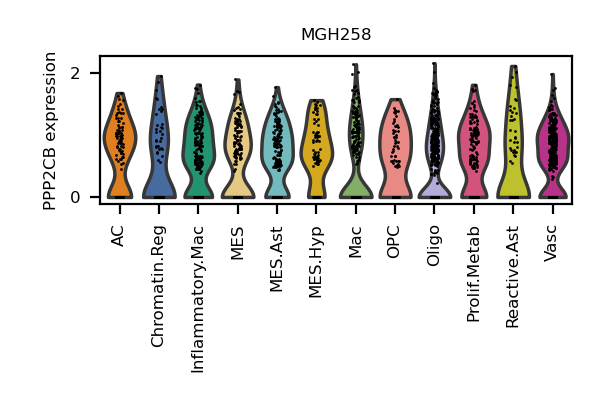 MGH258
PPP2CB expression
2
0
AC
Chromatin.Reg
Inflammatory.Mac
MES
MES.Ast
MES.Hyp
Mac
OPC
Oligo
Prolif.Metab
Reactive.Ast
Vasc